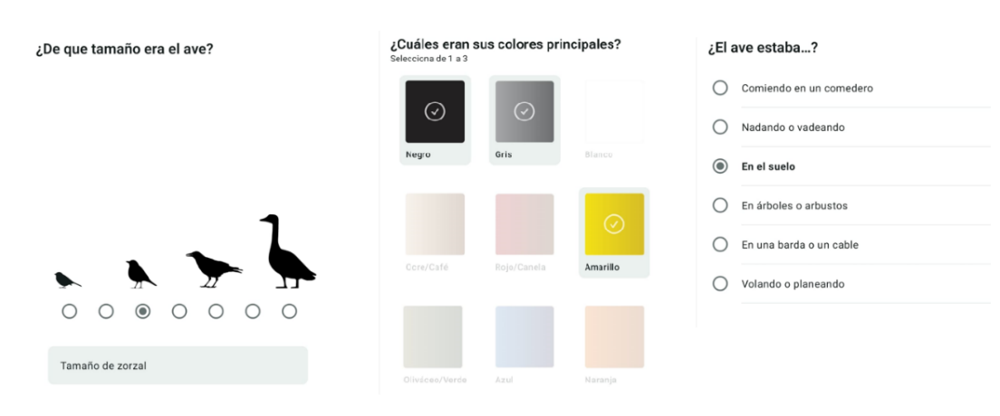 ¿De que tamaño era el ave?
Tamaño de zorzal
¿Cuáles eran sus colores principales?
Selecciona de 1 a 3
Negro
Gris
Blanco
Ocre/Café
Rojo/Canela
Amarillo
Oliváceo/Verde
Azul
Naranja
¿El ave estaba...?
Comiendo en un comedero
Nadando o vadeando
En el suelo
En árboles o arbustos
En una barda o un cable
Volando o planeando